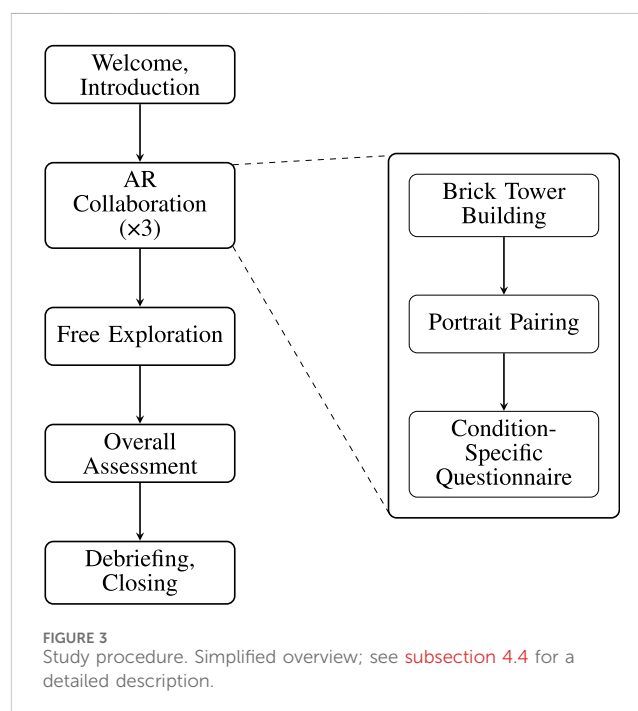 Welcome,
Introduction
AR
Collaboration
(×3)
Free Exploration
Overall
Assessment
Debriefing,
Closing
Brick Tower
Building
Portrait Pairing
Condition-
Specific
Questionnaire
FIGURE 3
Study procedure. Simplified overview; see subsection 4.4 for a
detailed description.